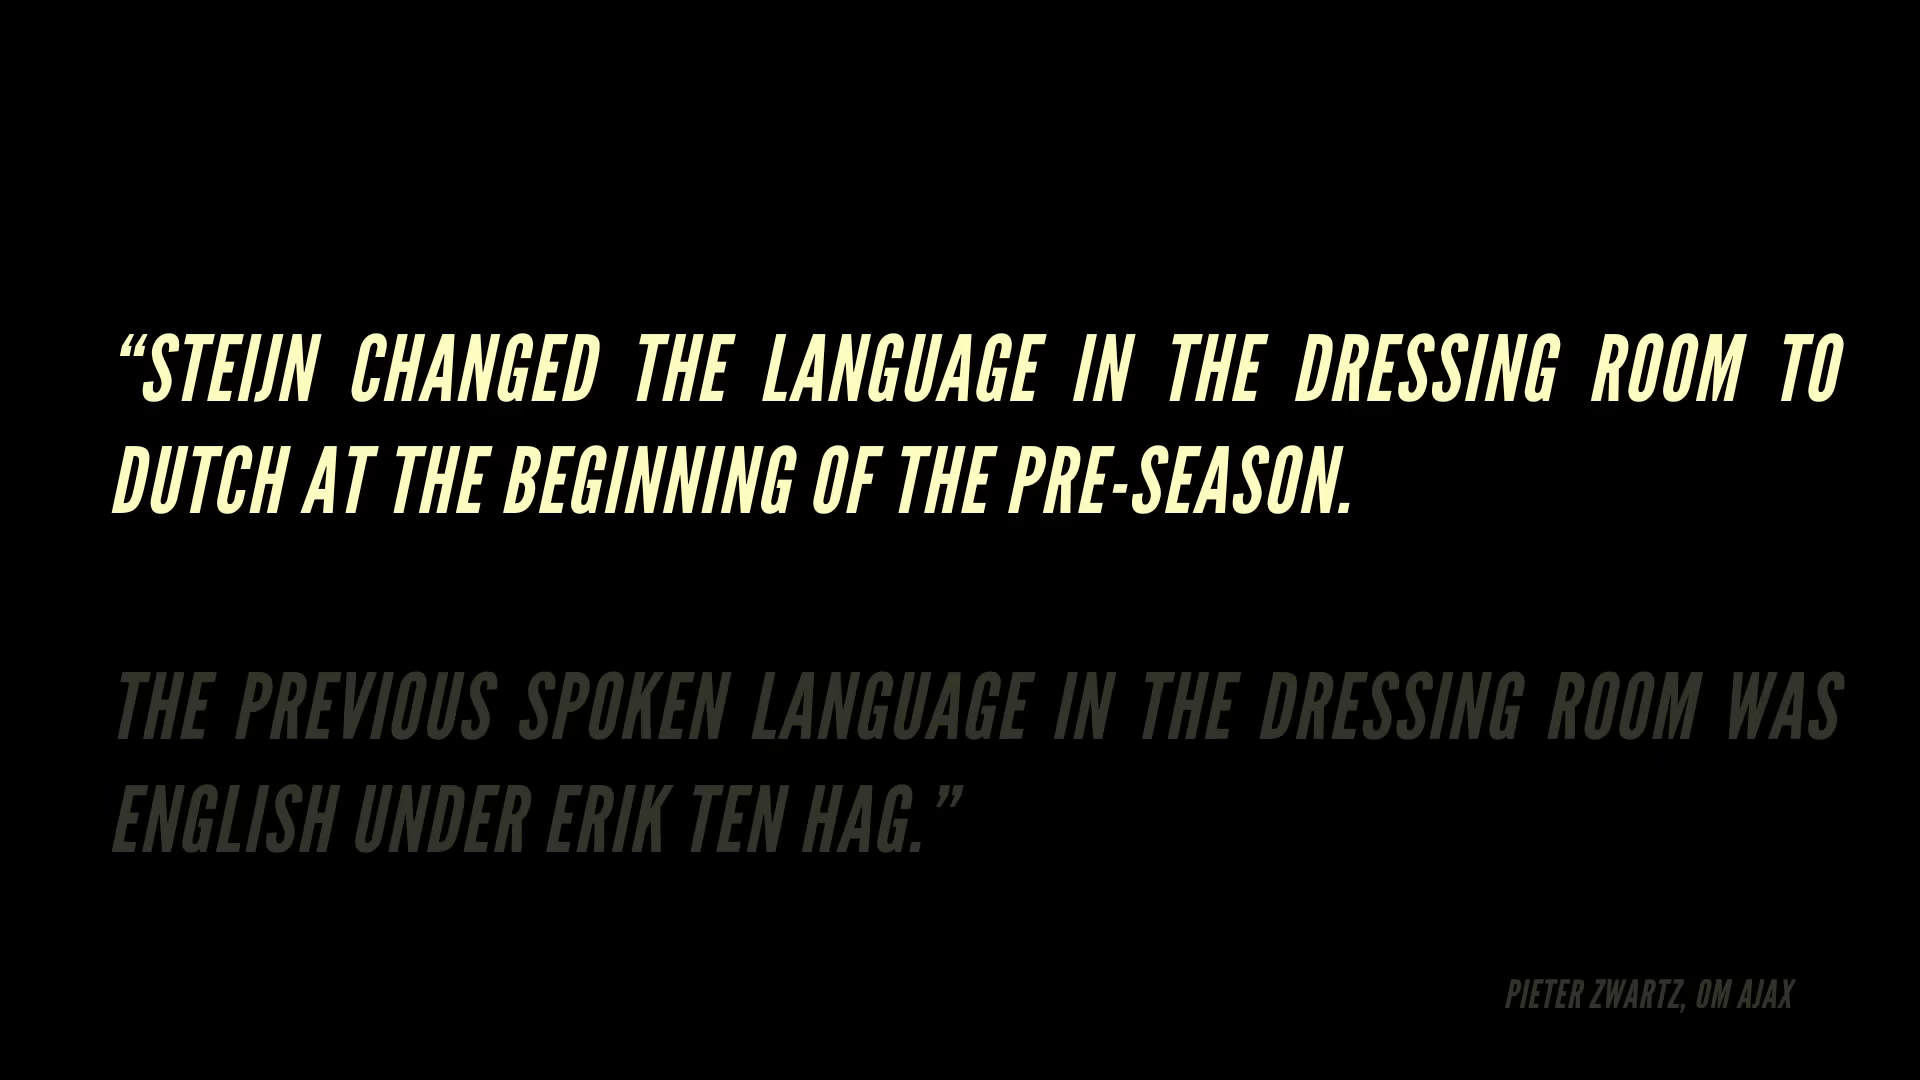 “STEIJN CHANGED THE LANGUAGE IN THE DRESSING ROOM TO
DUTCH AT THE BEGINNING OF THE PRE-SEASON.
THE PREVIOUS SPOKEN LANGUAGE IN THE DRESSING ROOM WAS
ENGLISH UNDER ERIK TEN HAG.”
PIETER ZWARTZ, OM AJAX